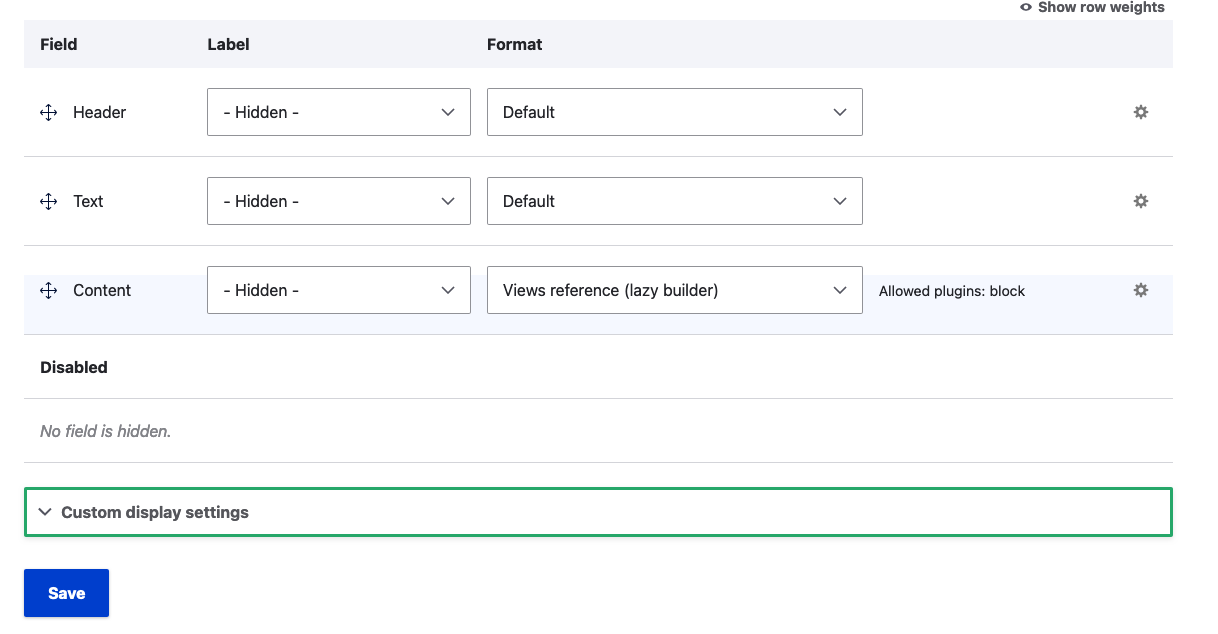 Show row weights
Field Label Format
Header - Hidden - Default
Text - Hidden - Default
Content - Hidden - Views reference (lazy builder) Allowed plugins: block
Disabled
No field is hidden.
Custom display settings
Save